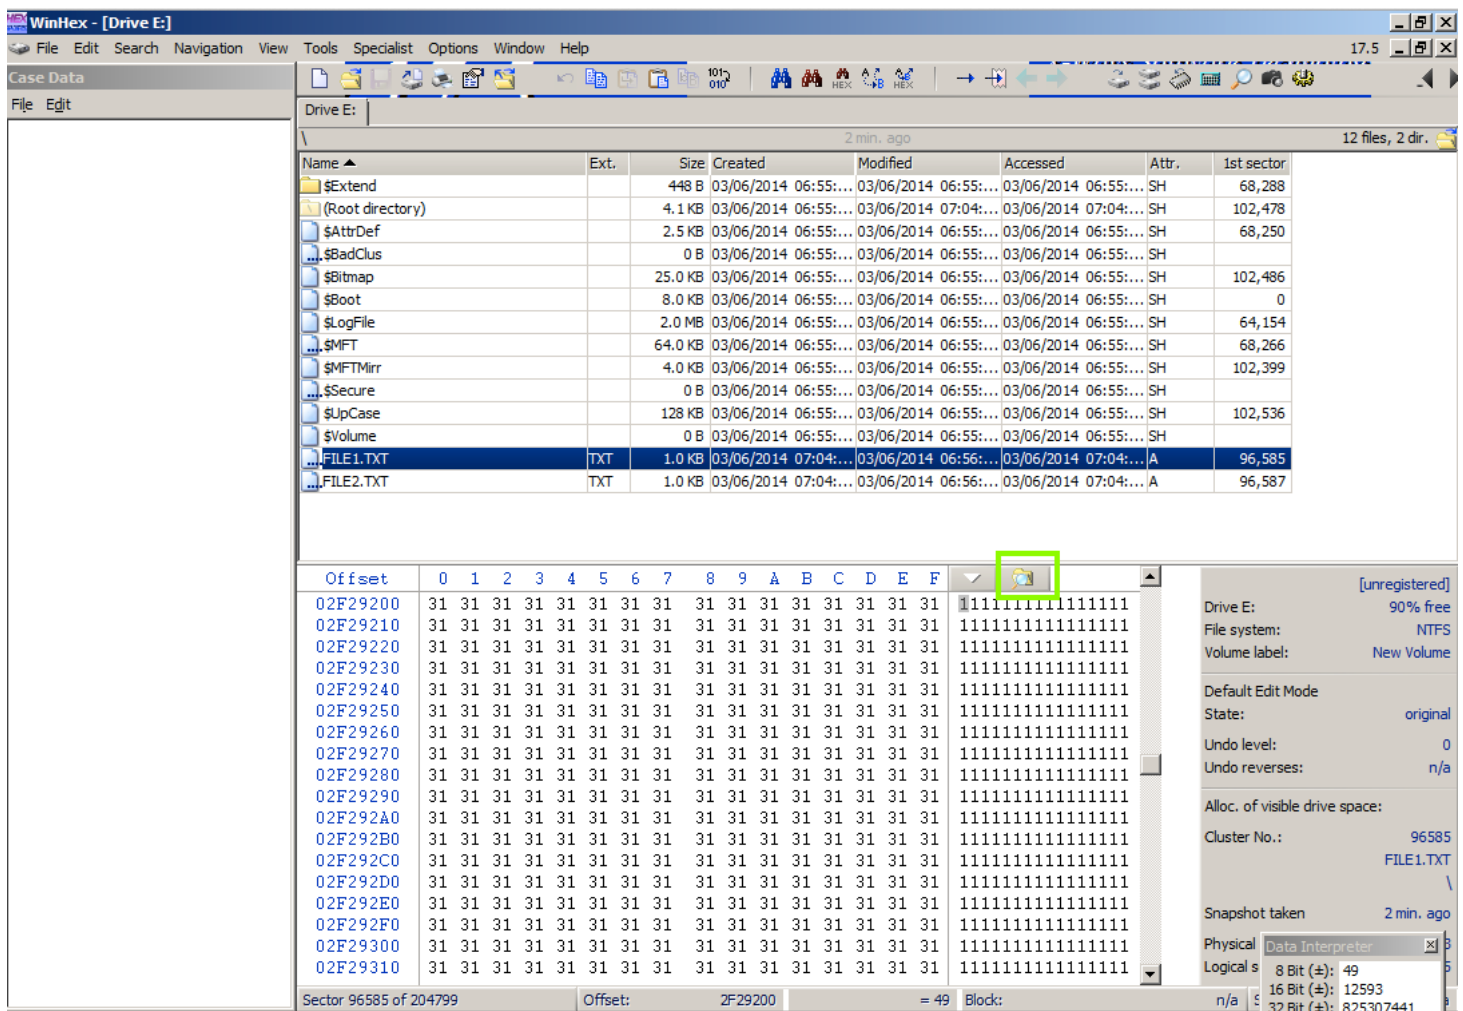 WinHex - [Drive E:]
File Edit Search Navigation View Tools Specialist Options Window Help 17.5
Case Data
File Edit
Drive E:
\ 2 min. ago 12 files, 2 dir.
Name Ext. Size Created Modified Accessed Attr. 1st sector
$Extend 448 B 03/06/2014 06:55:... 03/06/2014 06:55:... 03/06/2014 06:55:... SH 68,288
(Root directory) 4.1 KB 03/06/2014 06:55:... 03/06/2014 07:04:... 03/06/2014 07:04:... SH 102,478
$AttrDef 2.5 KB 03/06/2014 06:55:... 03/06/2014 06:55:... 03/06/2014 06:55:... SH 68,250
$BadClus 0 B 03/06/2014 06:55:... 03/06/2014 06:55:... 03/06/2014 06:55:... SH
$Bitmap 25.0 KB 03/06/2014 06:55:... 03/06/2014 06:55:... 03/06/2014 06:55:... SH 102,486
$Boot 8.0 KB 03/06/2014 06:55:... 03/06/2014 06:55:... 03/06/2014 06:55:... SH 0
$LogFile 2.0 MB 03/06/2014 06:55:... 03/06/2014 06:55:... 03/06/2014 06:55:... SH 64,154
$MFT 64.0 KB 03/06/2014 06:55:... 03/06/2014 06:55:... 03/06/2014 06:55:... SH 68,266
$MFTMirr 4.0 KB 03/06/2014 06:55:... 03/06/2014 06:55:... 03/06/2014 06:55:... SH 102,399
$Secure 0 B 03/06/2014 06:55:... 03/06/2014 06:55:... 03/06/2014 06:55:... SH
$UpCase 128 KB 03/06/2014 06:55:... 03/06/2014 06:55:... 03/06/2014 06:55:... SH 102,536
$Volume 0 B 03/06/2014 06:55:... 03/06/2014 06:55:... 03/06/2014 06:55:... SH
FILE1.TXT TXT 1.0 KB 03/06/2014 07:04:... 03/06/2014 06:56:... 03/06/2014 07:04:... A 96,585
FILE2.TXT TXT 1.0 KB 03/06/2014 07:04:... 03/06/2014 06:56:... 03/06/2014 07:04:... A 96,587
Offset 0 1 2 3 4 5 6 7 8 9 A B C D E F
02F29200 31 31 31 31 31 31 31 31 31 31 31 31 31 31 31 31 1111111111111111
02F29210 31 31 31 31 31 31 31 31 31 31 31 31 31 31 31 31 1111111111111111
02F29220 31 31 31 31 31 31 31 31 31 31 31 31 31 31 31 31 1111111111111111
02F29230 31 31 31 31 31 31 31 31 31 31 31 31 31 31 31 31 1111111111111111
02F29240 31 31 31 31 31 31 31 31 31 31 31 31 31 31 31 31 1111111111111111
02F29250 31 31 31 31 31 31 31 31 31 31 31 31 31 31 31 31 1111111111111111
02F29260 31 31 31 31 31 31 31 31 31 31 31 31 31 31 31 31 1111111111111111
02F29270 31 31 31 31 31 31 31 31 31 31 31 31 31 31 31 31 1111111111111111
02F29280 31 31 31 31 31 31 31 31 31 31 31 31 31 31 31 31 1111111111111111
02F29290 31 31 31 31 31 31 31 31 31 31 31 31 31 31 31 31 1111111111111111
02F292A0 31 31 31 31 31 31 31 31 31 31 31 31 31 31 31 31 1111111111111111
02F292B0 31 31 31 31 31 31 31 31 31 31 31 31 31 31 31 31 1111111111111111
02F292C0 31 31 31 31 31 31 31 31 31 31 31 31 31 31 31 31 1111111111111111
02F292D0 31 31 31 31 31 31 31 31 31 31 31 31 31 31 31 31 1111111111111111
02F292E0 31 31 31 31 31 31 31 31 31 31 31 31 31 31 31 31 1111111111111111
02F292F0 31 31 31 31 31 31 31 31 31 31 31 31 31 31 31 31 1111111111111111
02F29300 31 31 31 31 31 31 31 31 31 31 31 31 31 31 31 31 1111111111111111
02F29310 31 31 31 31 31 31 31 31 31 31 31 31 31 31 31 31 1111111111111111
[unregistered]
Drive E: 90% free
File system: NTFS
Volume label: New Volume
Default Edit Mode
State: original
Undo level: 0
Undo reverses: n/a
Alloc. of visible drive space:
Cluster No.: 96585
FILE1.TXT
\
Snapshot taken 2 min. ago
Physical
Logical s
Data Interpreter
8 Bit (±): 49
16 Bit (±): 12593
32 Bit (±): 825307441
Sector 96585 of 204799 Offset: 2F29200 = 49 Block: n/a